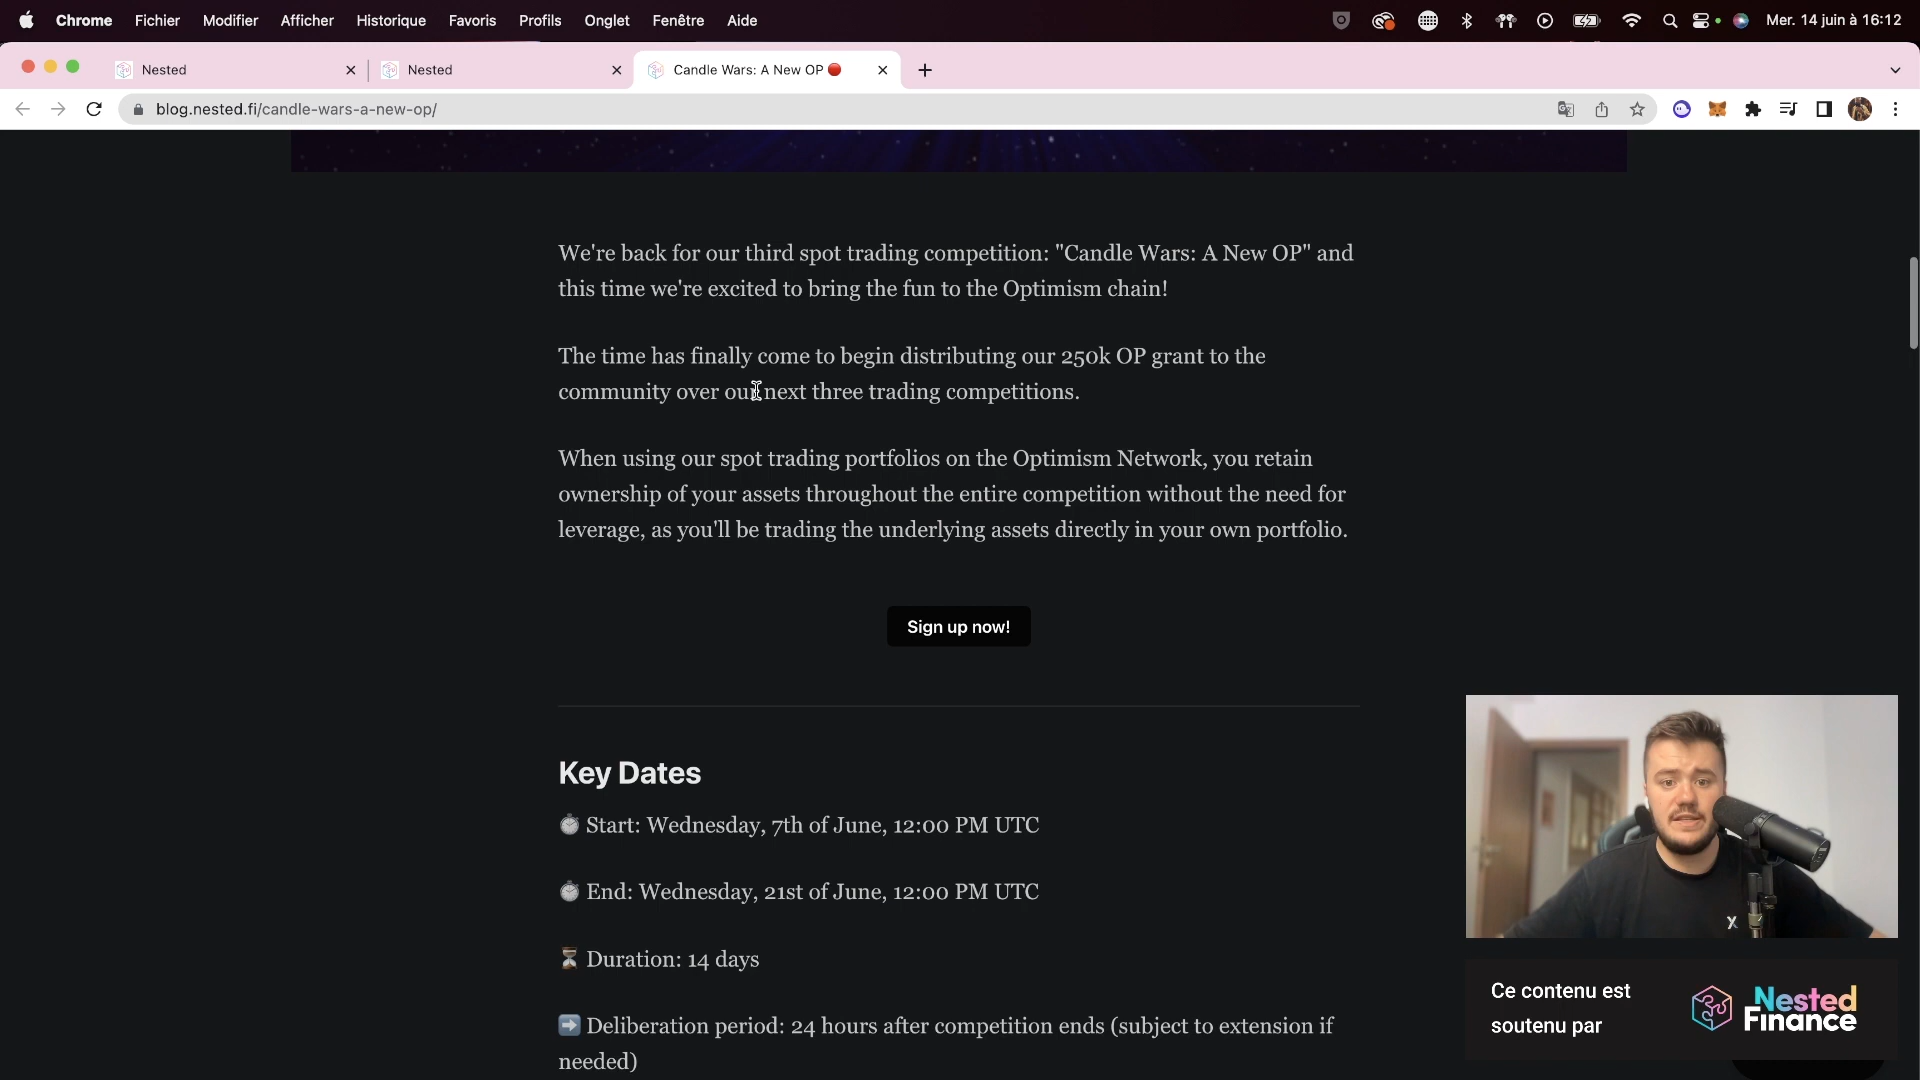 Chrome Fichier Modifier Afficher Historique Favoris Profils Onglet Fenêtre Aide Mer. 14 juin à 16:12
Nested Nested Candle Wars: A New OP 🔴
blog.nested.fi/candle-wars-a-new-op/
We're back for our third spot trading competition: "Candle Wars: A New OP" and
this time we're excited to bring the fun to the Optimism chain!
The time has finally come to begin distributing our 250k OP grant to the
community over our next three trading competitions.
When using our spot trading portfolios on the Optimism Network, you retain
ownership of your assets throughout the entire competition without the need for
leverage, as you'll be trading the underlying assets directly in your own portfolio.
Sign up now!
Key Dates
⏱️ Start: Wednesday, 7th of June, 12:00 PM UTC
⏱️ End: Wednesday, 21st of June, 12:00 PM UTC
⏳ Duration: 14 days
➡️ Deliberation period: 24 hours after competition ends (subject to extension if
needed)
X
Ce contenu est
soutenu par
Nested
Finance